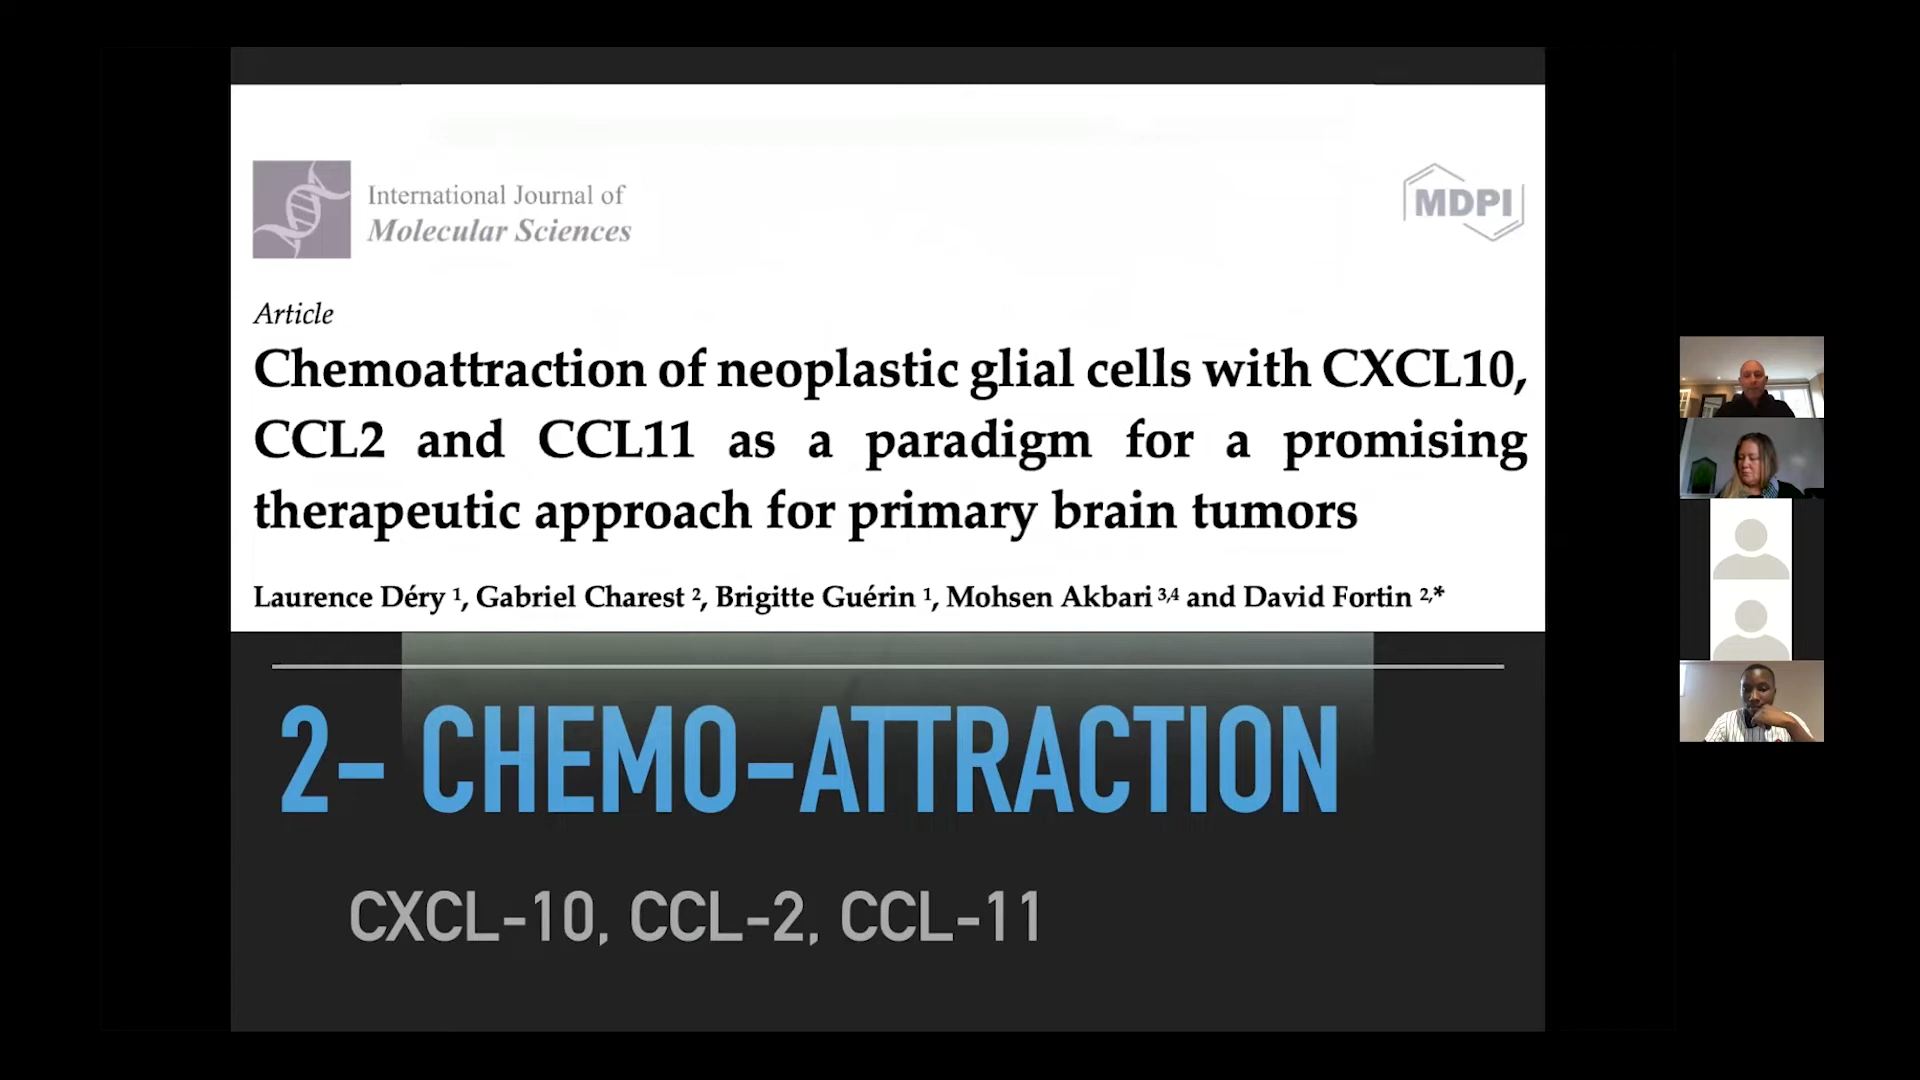 International Journal of
Molecular Sciences
MDPI
Article
Chemoattraction of neoplastic glial cells with CXCL10,
CCL2 and CCL11 as a paradigm for a promising
therapeutic approach for primary brain tumors
Laurence Déry 1, Gabriel Charest 2, Brigitte Guérin 1, Mohsen Akbari 3,4 and David Fortin 2,*
2- CHEMO-ATTRACTION
CXCL-10, CCL-2, CCL-11